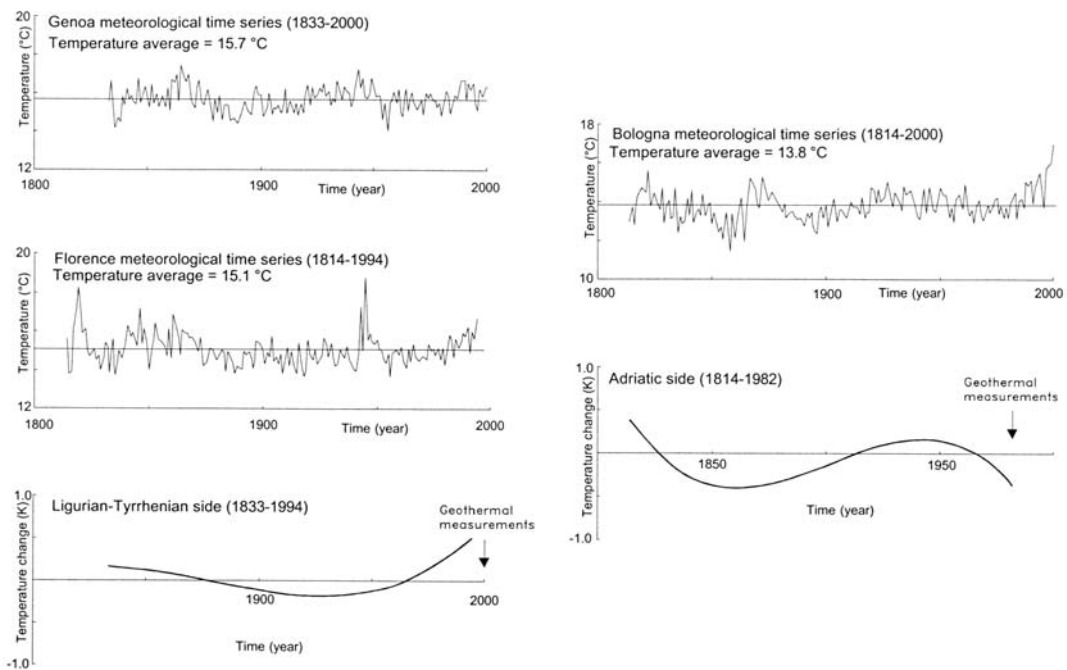 20
Genoa meteorological time series (1833-2000)
Temperature average = 15.7 °C
Temperature (°C)
12
1800
1900
Time (year)
2000
20
Florence meteorological time series (1814-1994)
Temperature average = 15.1 °C
Temperature (°C)
12
1800
1900
Time (year)
2000
1.0
Ligurian-Tyrrhenian side (1833-1994)
Geothermal
measurements
Temperature change (K)
1900
2000
Time (year)
-1.0
18
Bologna meteorological time series (1814-2000)
Temperature average = 13.8 °C
Temperature (°C)
10
1800
1900
Time (year)
2000
1.0
Adriatic side (1814-1982)
Geothermal
measurements
Temperature change (K)
1850
1950
Time (year)
-1.0